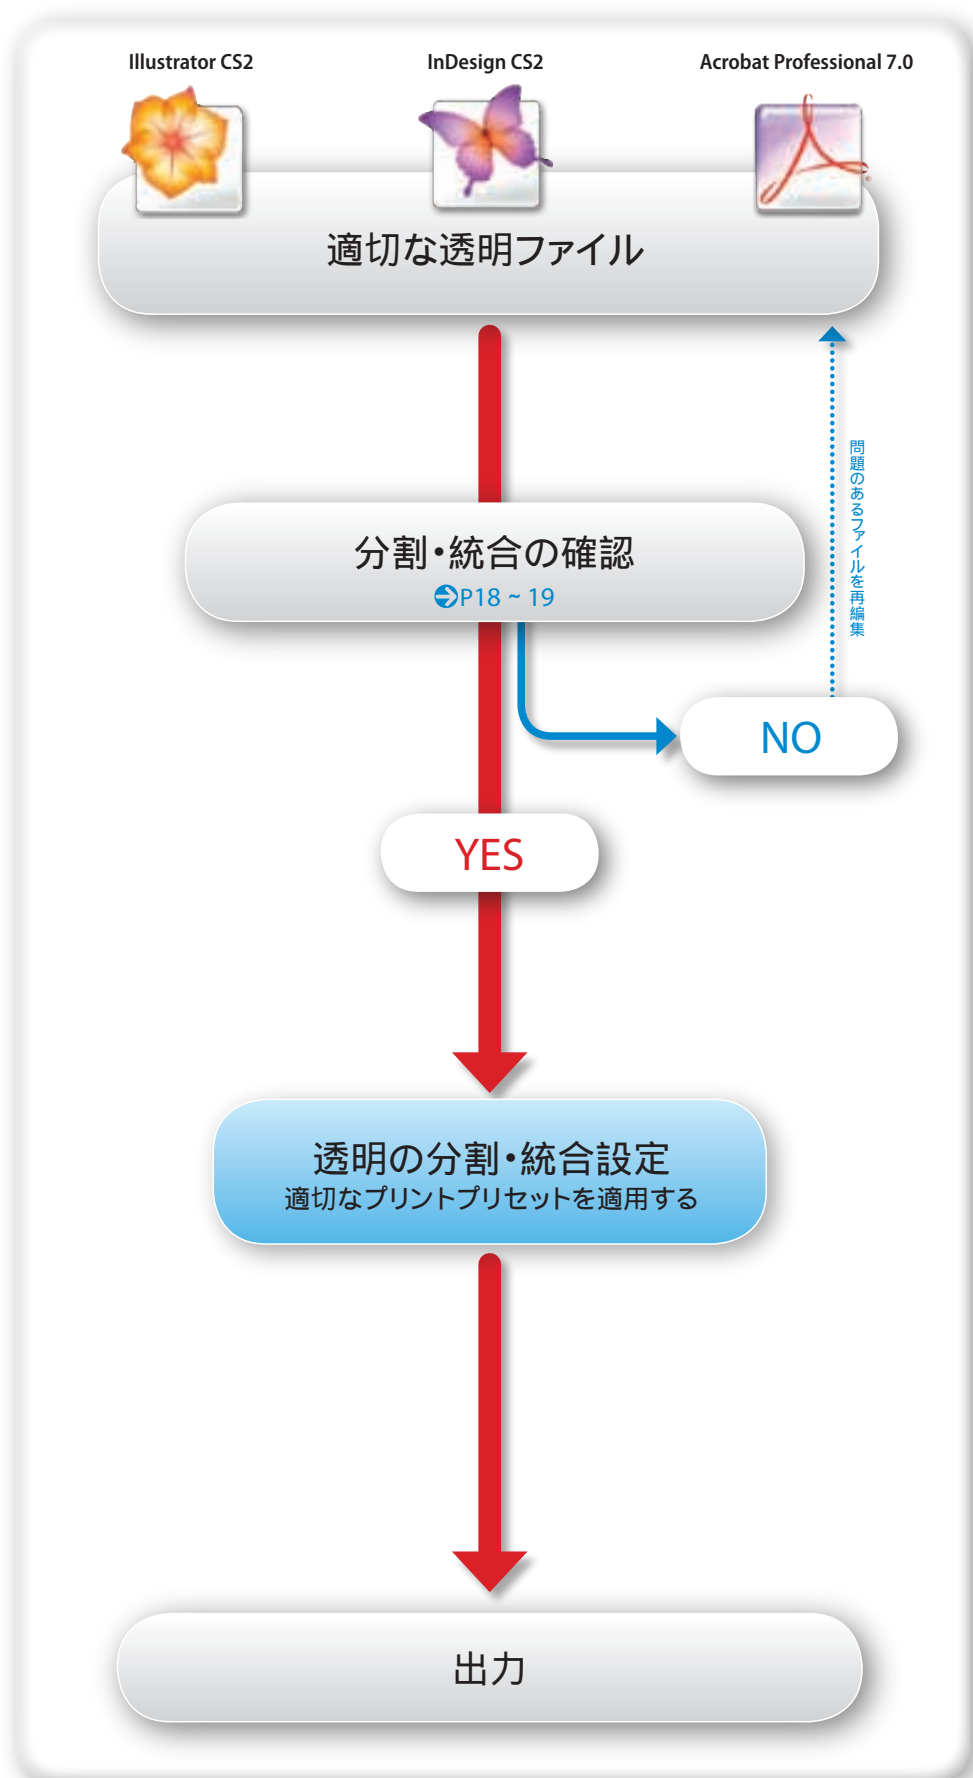 Illustrator CS2
InDesign CS2
Acrobat Professional 7.0
適切な透明ファイル
問題のあるファイルを再編集
分割・統合の確認
P18 ~ 19
NO
YES
透明の分割・統合設定
適切なプリントプリセットを適用する
出力